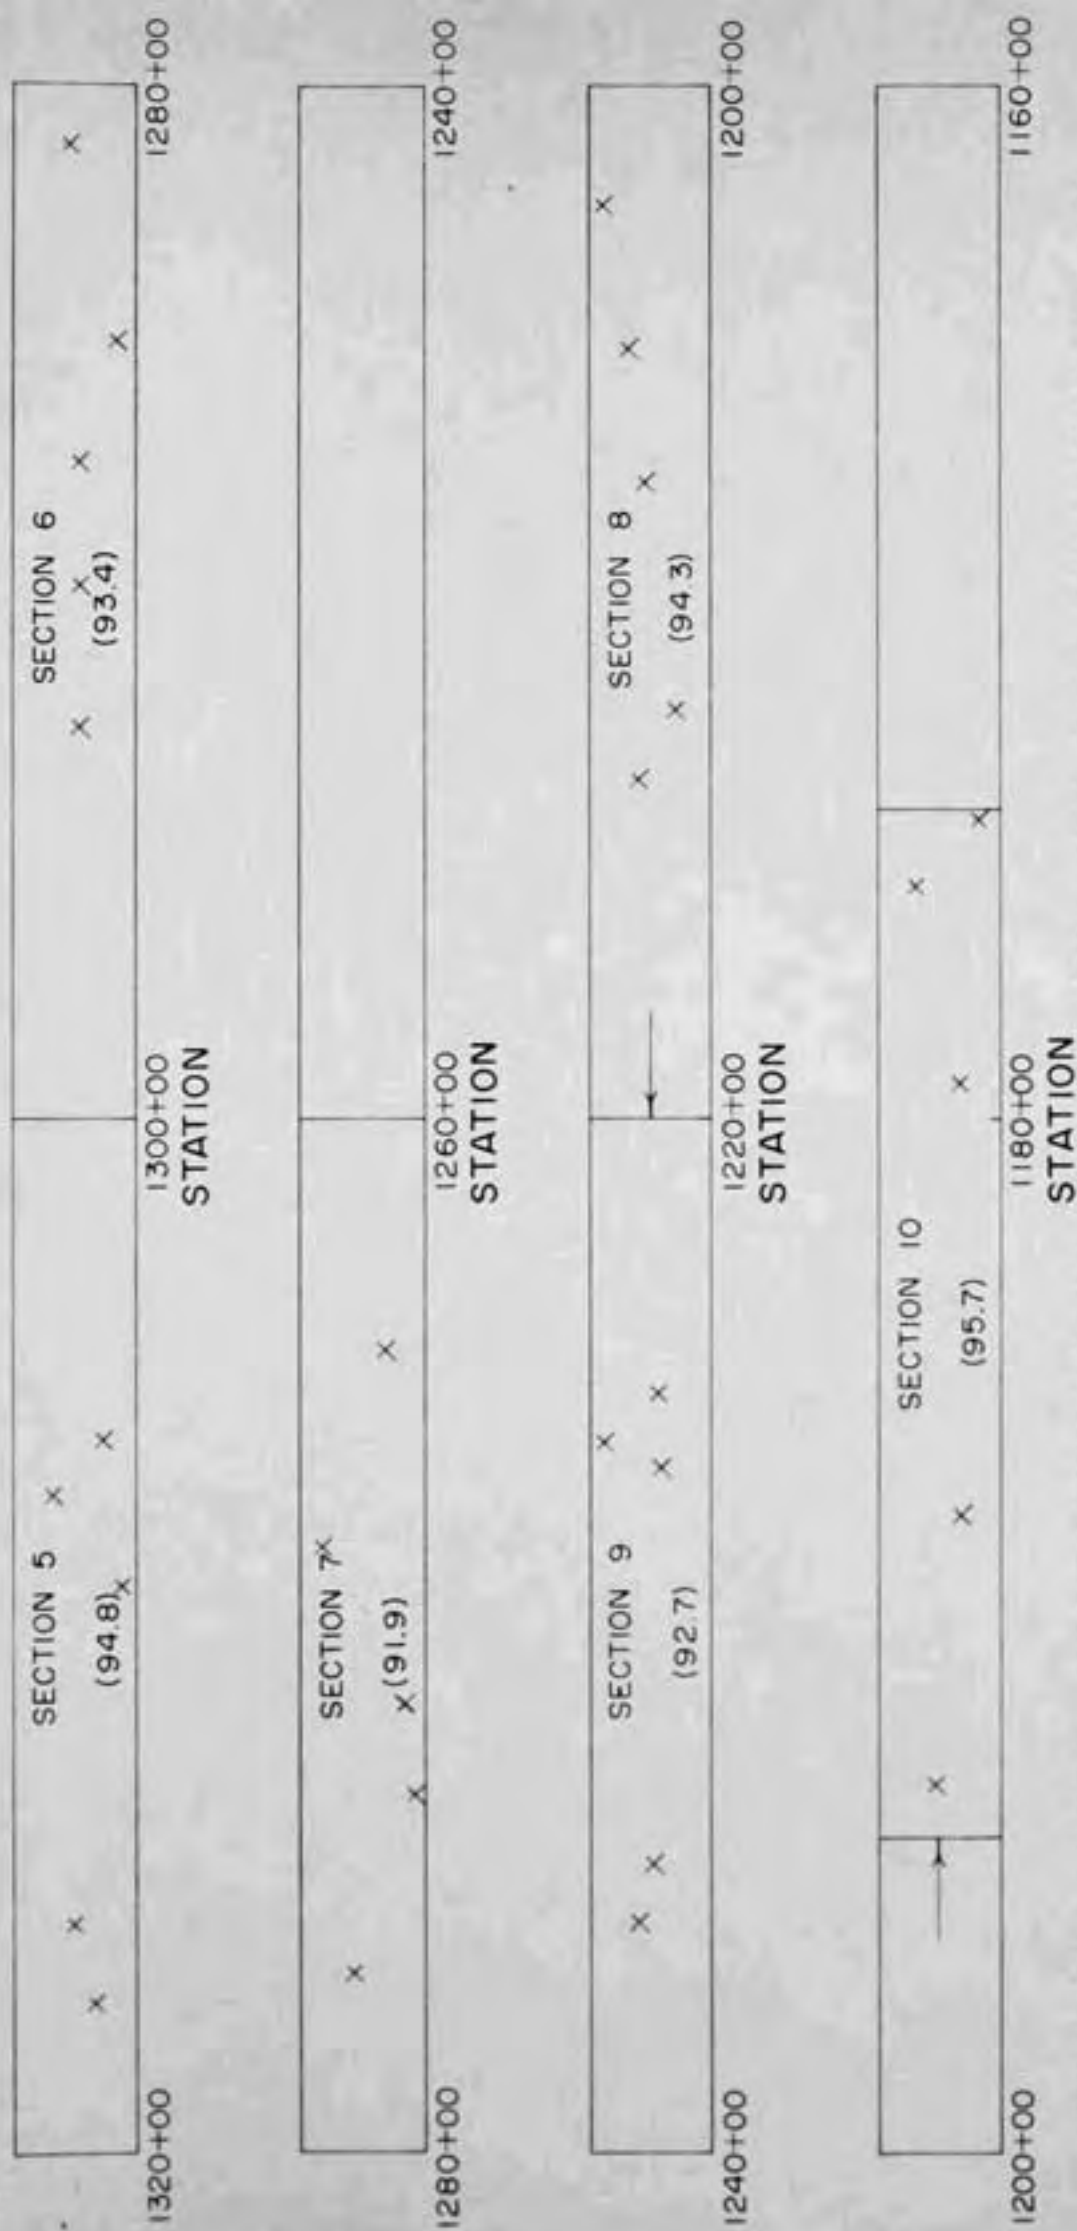 SECTION 5
(94.8)
SECTION 6
(93.4)
1320+00
1300+00
1280+00
STATION
SECTION 7
(91.9)
1280+00
1260+00
1240+00
STATION
SECTION 9
(92.7)
SECTION 8
(94.3)
1240+00
1220+00
1200+00
STATION
SECTION 10
(95.7)
1200+00
1180+00
1160+00
STATION